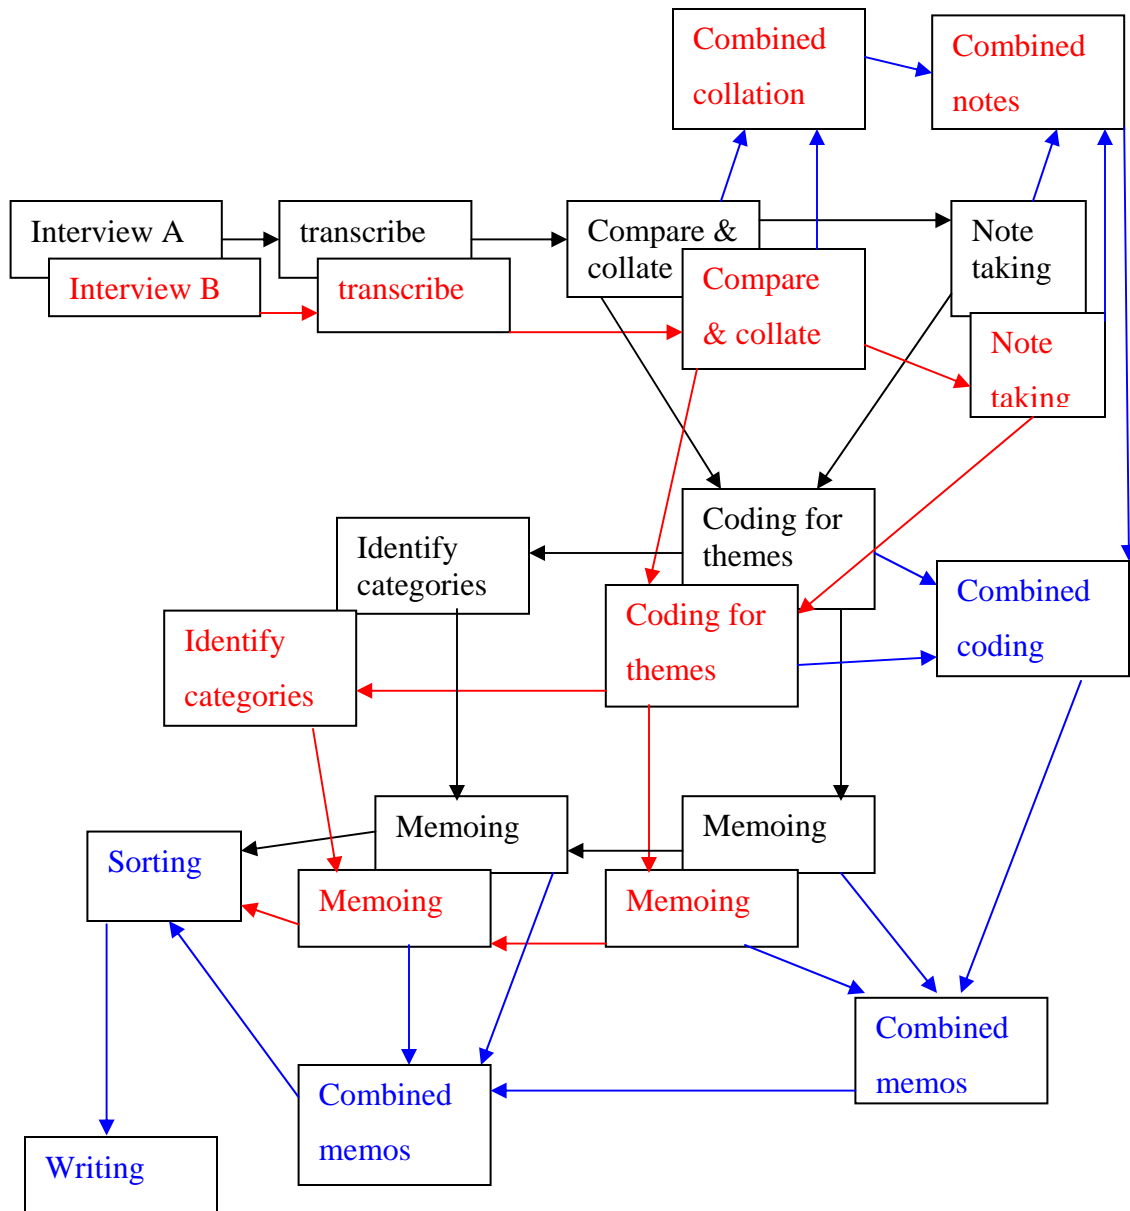 Combined
collation
Combined
notes
Interview A
transcribe
Compare &
collate
Note
taking
Interview B
transcribe
Compare
& collate
Note
taking
Coding for
themes
Identify
categories
Combined
coding
Coding for
themes
Identify
categories
Memoing
Memoing
Sorting
Memoing
Memoing
Combined
memos
Combined
memos
Writing